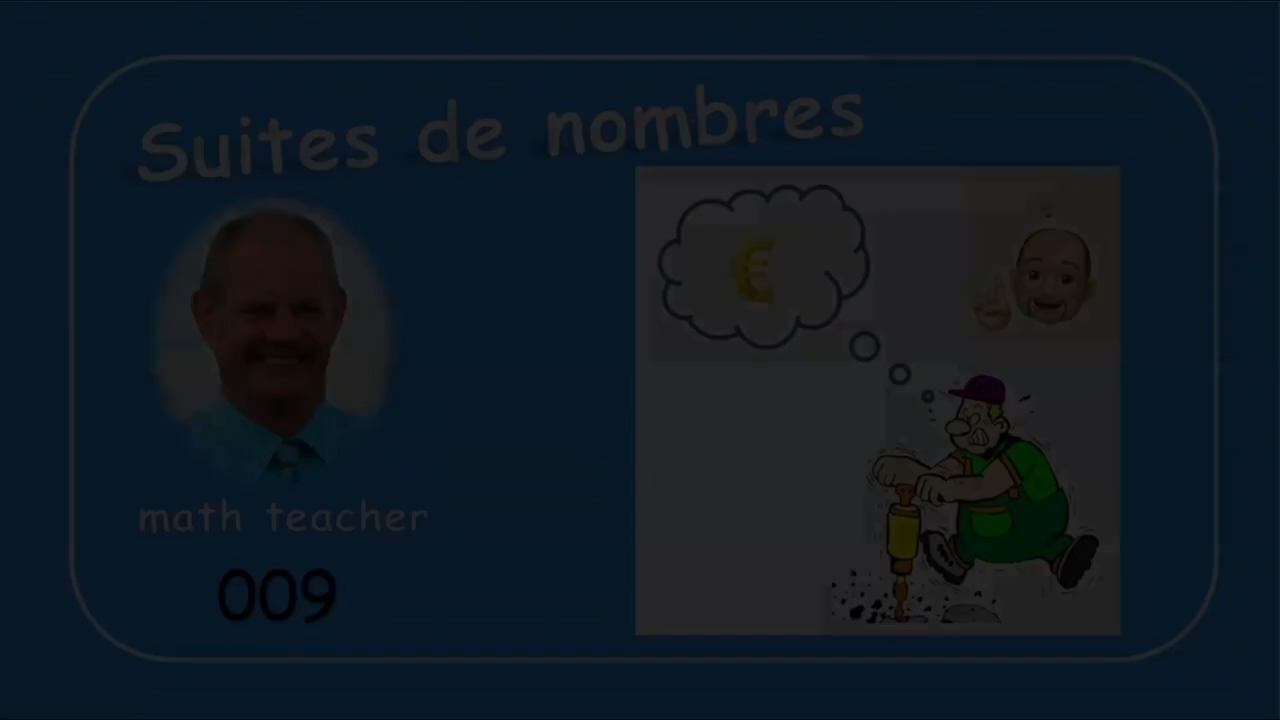 Suites de nombres
€
math teacher
009